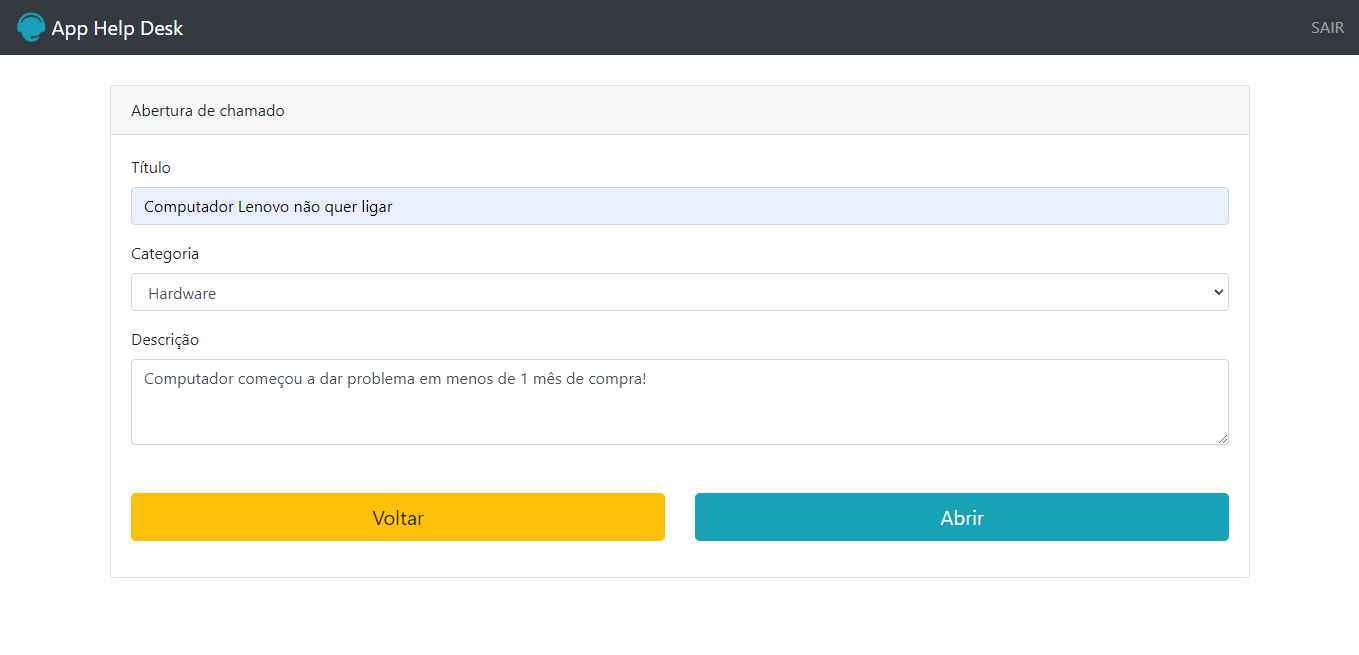 App Help Desk
SAIR
Abertura de chamado
Título
Computador Lenovo não quer ligar
Categoria
Hardware
Descrição
Computador começou a dar problema em menos de 1 mês de compra!
Voltar
Abrir